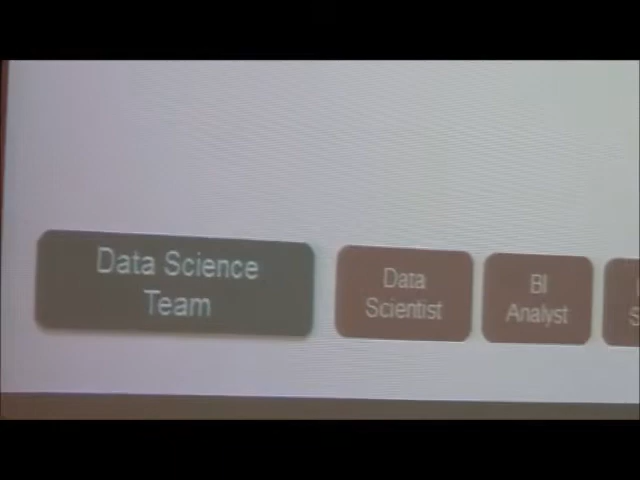 Data Science
Team
Data
Scientist
BI
Analyst